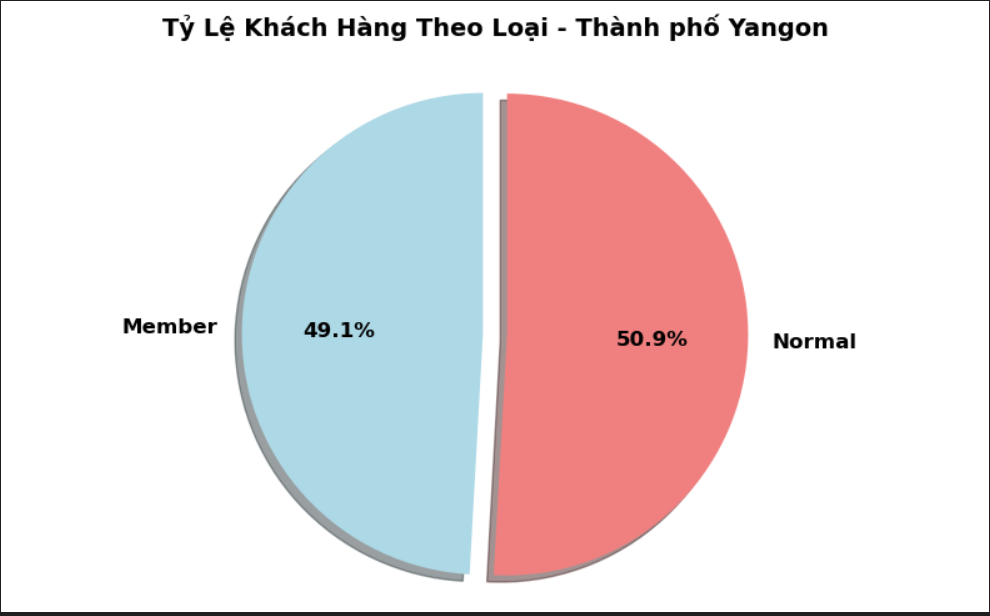 Tỷ Lệ Khách Hàng Theo Loại - Thành phố Yangon
Member
49.1%
50.9%
Normal